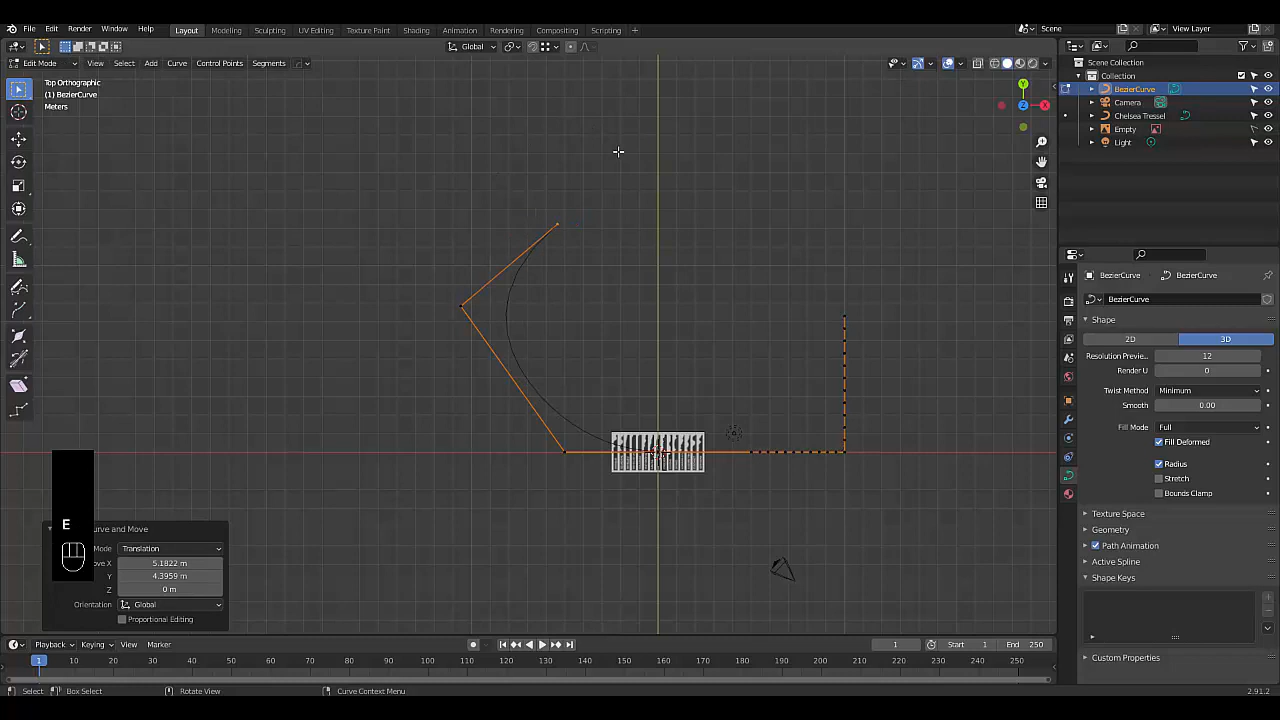 File Edit Render Window Help Layout Modeling Sculpting UV Editing Texture Paint Shading Animation Rendering Compositing Scripting Scene View Layer
Global
Edit Mode View Select Add Curve Control Points Segments
Top Orthographic
(1) BezierCurve
Meters
Y
Z X
Scene Collection
Collection
BezierCurve
Camera
Chelsea Tressel
Empty
Light
BezierCurve BezierCurve
BezierCurve
Shape
2D 3D
Resolution Previe.. 12
Render U 0
Twist Method Minimum
Smooth 0.00
Fill Mode Full
Fill Deformed
Radius
Stretch
Bounds Clamp
Texture Space
Geometry
Path Animation
Active Spline
Shape Keys
Custom Properties
E
urve and Move
Mode Translation
ove X 5.1822 m
Y 4.3959 m
Z 0 m
Orientation Global
Proportional Editing
Playback Keying View Marker 1 Start 1 End 250
1 10 20 30 40 50 60 70 80 90 100 110 120 130 140 150 160 170 180 190 200 210 220 230 240 250
Select Box Select Rotate View Curve Context Menu 2.91.2